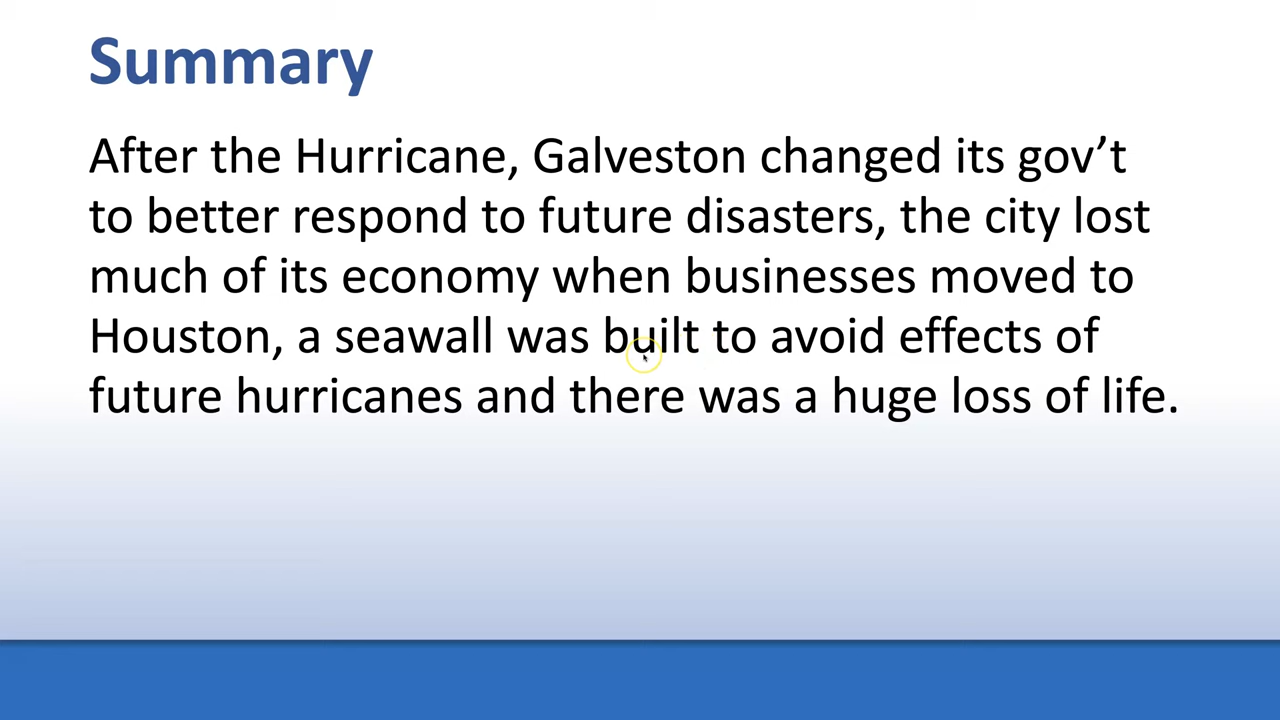 Summary
After the Hurricane, Galveston changed its gov’t
to better respond to future disasters, the city lost
much of its economy when businesses moved to
Houston, a seawall was built to avoid effects of
future hurricanes and there was a huge loss of life.